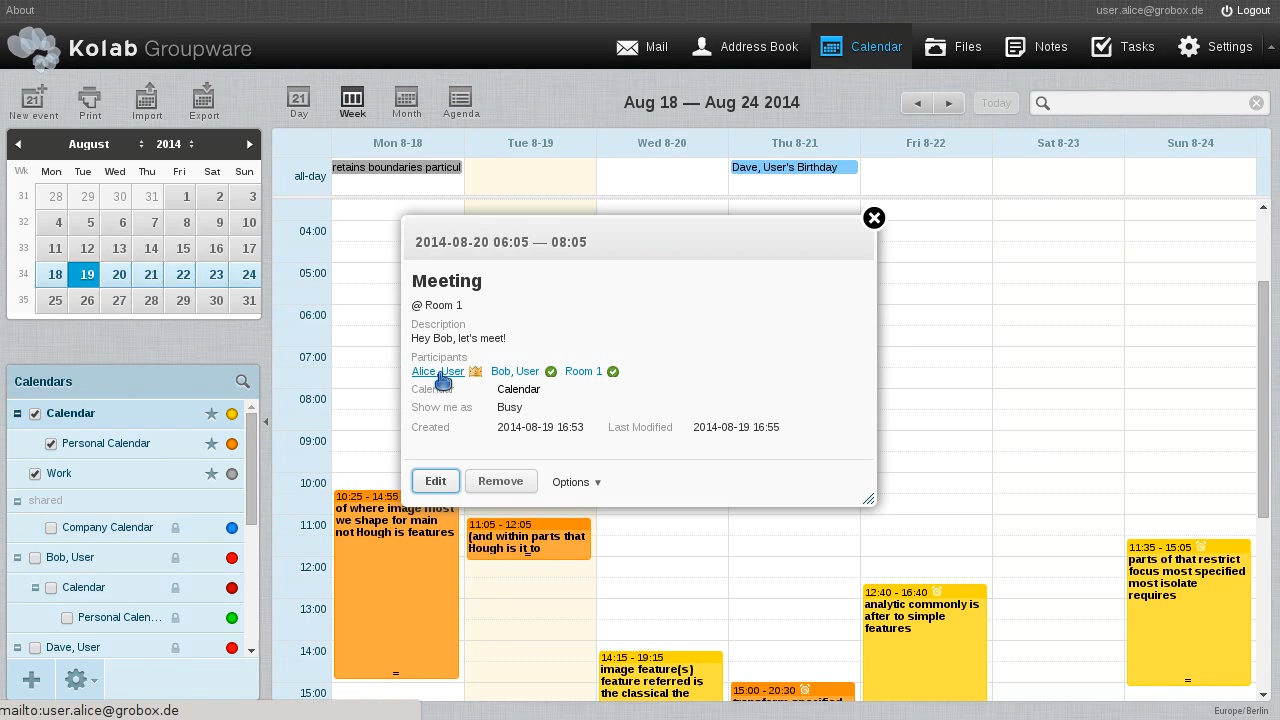 About
user.alice@grobox.de
Logout
Kolab Groupware
Mail
Address Book
Calendar
Files
Notes
Tasks
Settings
21
New event
Print
Import
Export
21
Day
Week
Month
Agenda
Aug 18 — Aug 24 2014
Today
August 2014
Wk Mon Tue Wed Thu Fri Sat Sun
31 28 29 30 31 1 2 3
32 4 5 6 7 8 9 10
33 11 12 13 14 15 16 17
34 18 19 20 21 22 23 24
35 25 26 27 28 29 30 31
Calendars
Calendar
Personal Calendar
Work
shared
Company Calendar
Bob, User
Calendar
Personal Calen...
Dave, User
Mon 8-18
Tue 8-19
Wed 8-20
Thu 8-21
Fri 8-22
Sat 8-23
Sun 8-24
all-day
retains boundaries particul
Dave, User's Birthday
04:00
05:00
06:00
07:00
08:00
09:00
10:00
11:00
12:00
13:00
14:00
15:00
2014-08-20 06:05 — 08:05
Meeting
@ Room 1
Description
Hey Bob, let's meet!
Participants
Alice, User
Bob, User
Room 1
Calendar
Calendar
Show me as
Busy
Created
2014-08-19 16:53
Last Modified
2014-08-19 16:55
Edit
Remove
Options
10:25 - 14:55
of where image most
we shape for main
not Hough is features
11:05 - 12:05
(and within parts that
Hough is it to
14:15 - 19:15
image feature(s)
feature referred is
the classical the
15:00 - 20:30
transform specified
12:40 - 16:40
analytic commonly is
after to simple
features
11:35 - 15:05
parts of that restrict
focus most specified
most isolate
requires
mailto:user.alice@grobox.de
Europe/Berlin